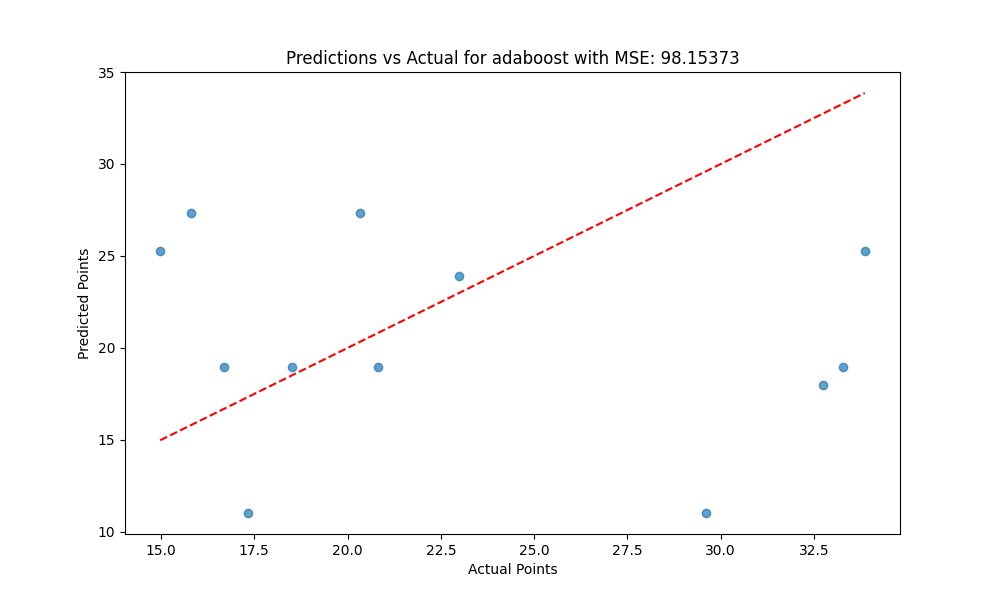 Predictions vs Actual for adaboost with MSE: 98.15373
35
30
25
20
15
10
Predicted Points
15.0 17.5 20.0 22.5 25.0 27.5 30.0 32.5
Actual Points